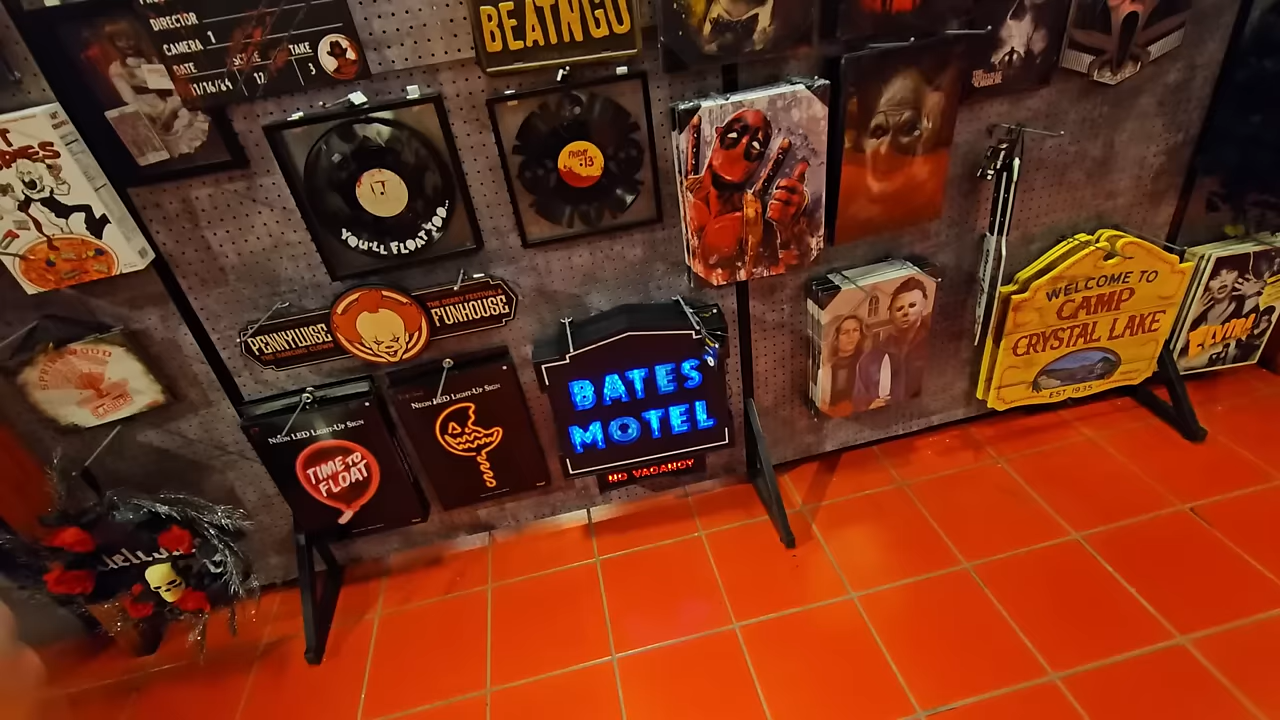 DIRECTOR
CAMERA 1
DATE
TAKE
3
BEATNGO
IT
YOU'LL FLOAT TOO...
FRIDAY
THE 13TH
PENNYWISE
THE DANCING CLOWN
THE DERRY FESTIVAL &
FUNHOUSE
NEON LED LIGHT-UP SIGN
TIME TO
FLOAT
NEON LED LIGHT-UP SIGN
BATES
MOTEL
NO VACANCY
WELCOME TO
CAMP
CRYSTAL LAKE
EST 1935
ELVIRA